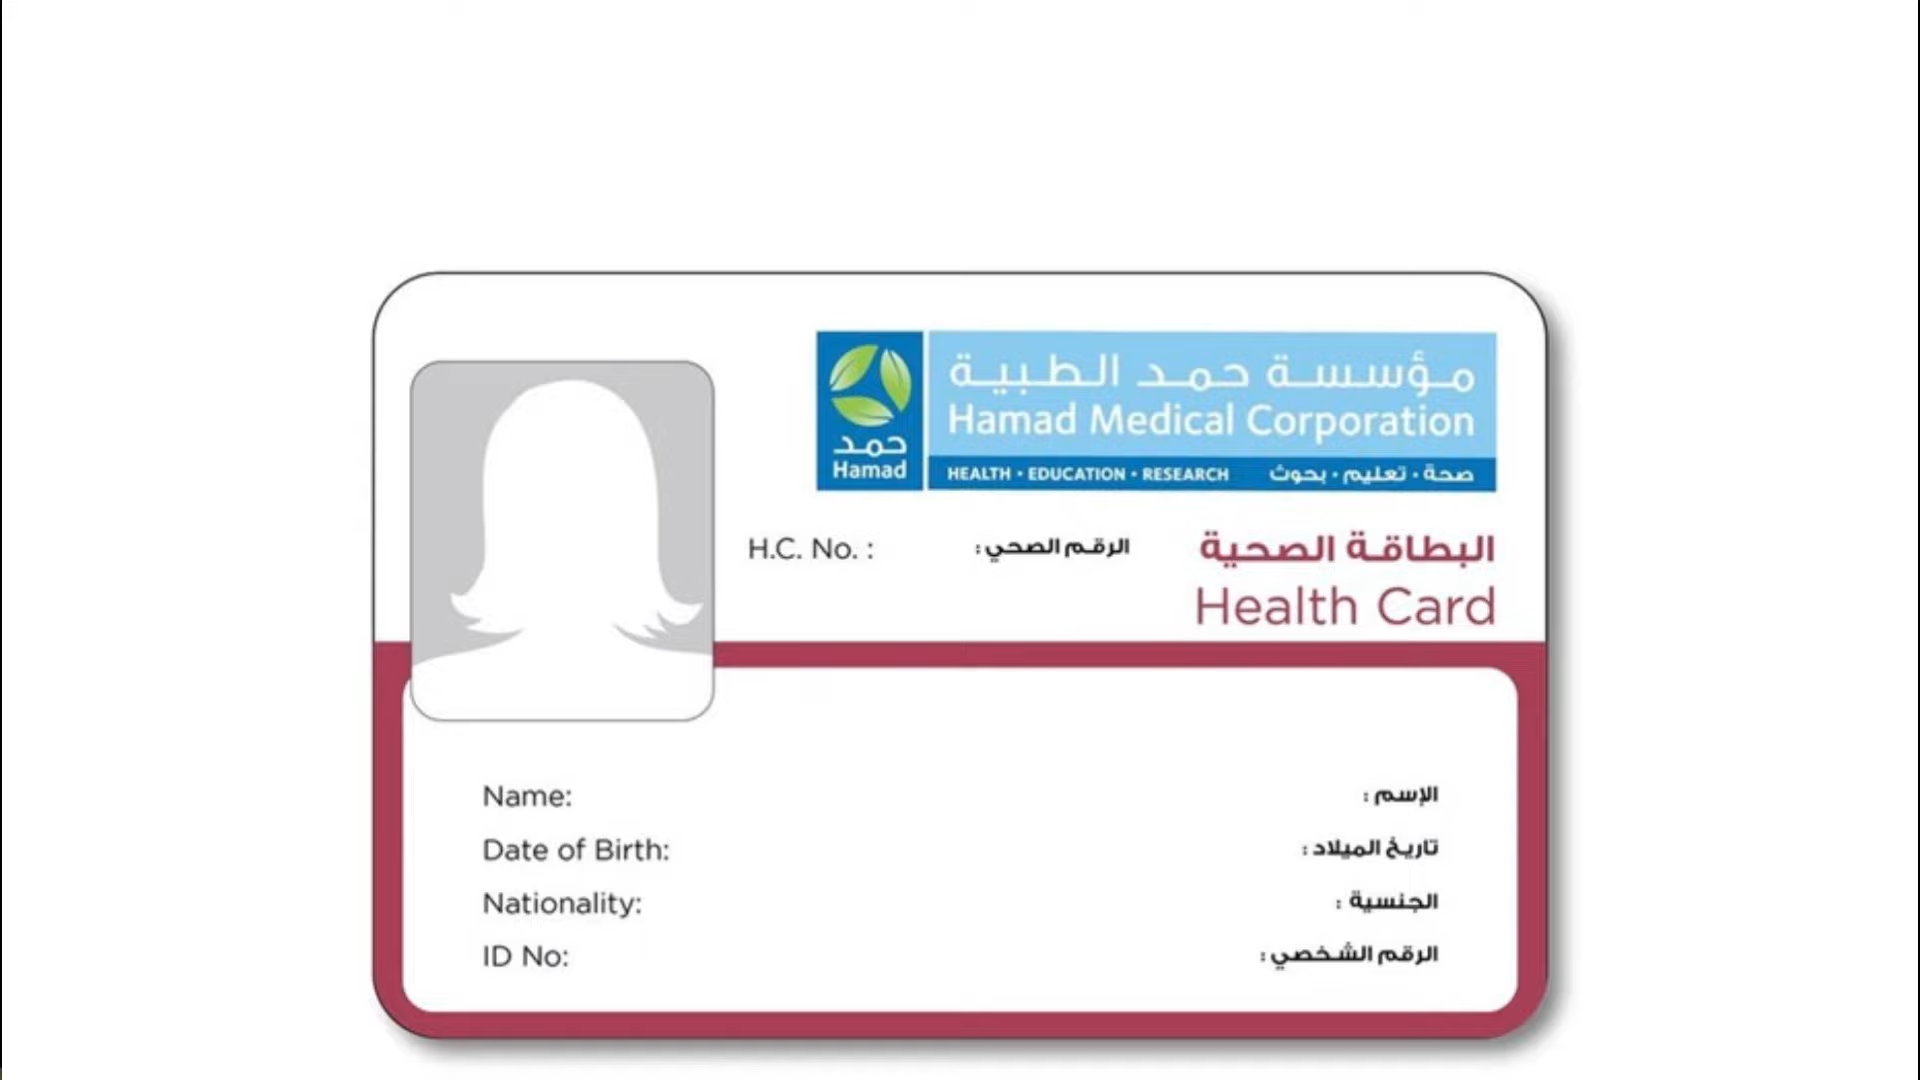 مؤسسة حمد الطبية
Hamad Medical Corporation
حمد
Hamad
HEALTH • EDUCATION • RESEARCH صحة • تعليم • بحوث
H.C. No. : الرقم الصحي :
البطاقة الصحية
Health Card
Name: الإسم :
Date of Birth: تاريخ الميلاد :
Nationality: الجنسية :
ID No: الرقم الشخصي :